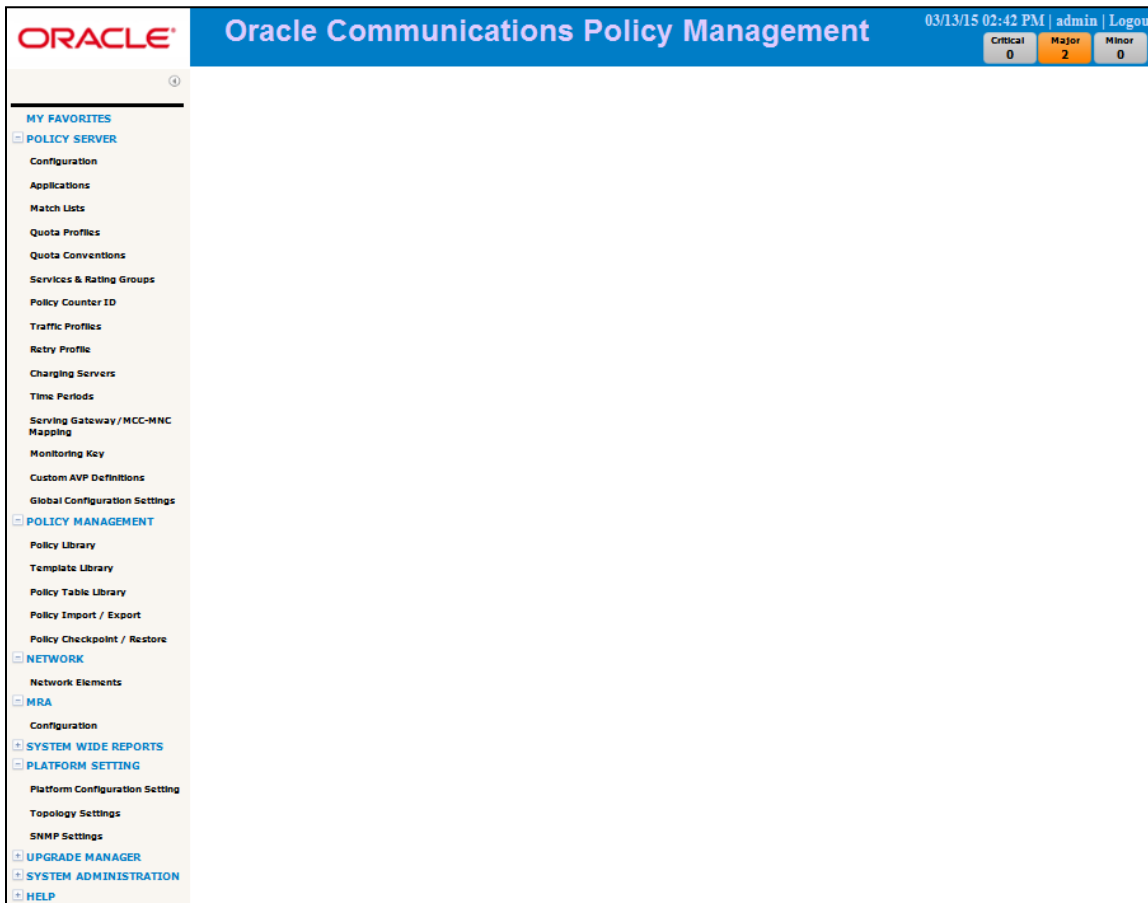 ORACLE®
Oracle Communications Policy Management
03/13/15 02:42 PM | admin | Logou
Critical
0
Major
2
Minor
0
MY FAVORITES
POLICY SERVER
Configuration
Applications
Match Lists
Quota Profiles
Quota Conventions
Services & Rating Groups
Policy Counter ID
Traffic Profiles
Retry Profile
Charging Servers
Time Periods
Serving Gateway/MCC-MNC
Mapping
Monitoring Key
Custom AVP Definitions
Global Configuration Settings
POLICY MANAGEMENT
Policy Library
Template Library
Policy Table Library
Policy Import / Export
Policy Checkpoint / Restore
NETWORK
Network Elements
MRA
Configuration
SYSTEM WIDE REPORTS
PLATFORM SETTING
Platform Configuration Setting
Topology Settings
SNMP Settings
UPGRADE MANAGER
SYSTEM ADMINISTRATION
HELP